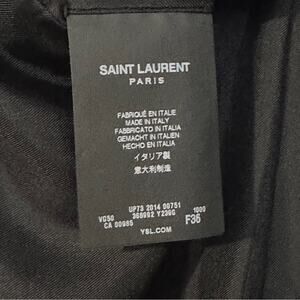 SAINT LAURENT
PARIS
FABRIQUÉ EN ITALIE
MADE IN ITALY
FABBRICATO IN ITALIA
GEMACHT IN ITALIEN
HECHO EN ITALIA
イタリア製
意大利制造
UP73 2014 00751
VG50 368692 Y239G 1000
CA 00985 F36
YSL.COM